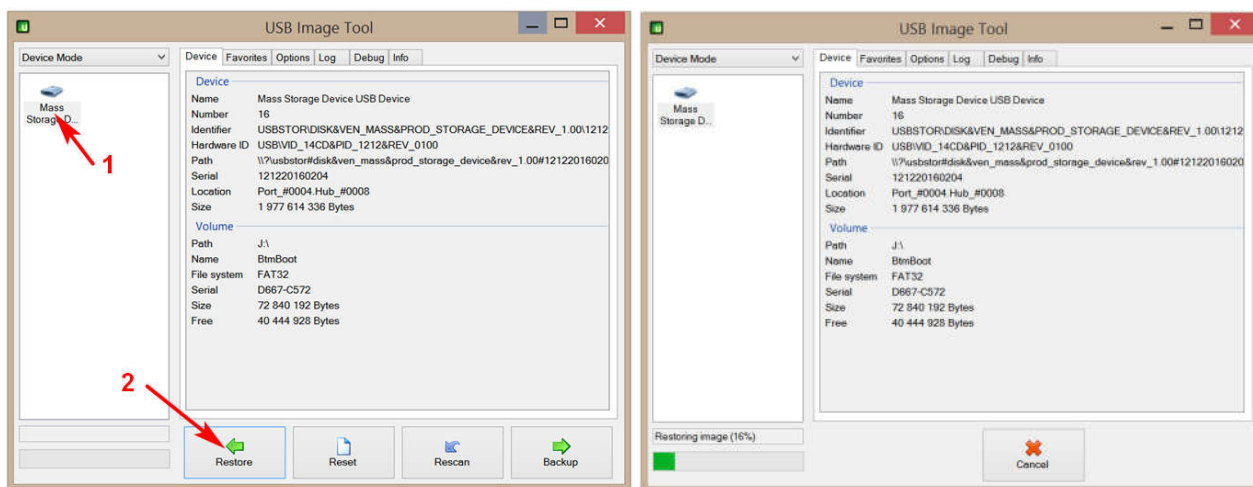 USB Image Tool
Device Mode
Mass
Storage D...
1
Device Favorites Options Log Debug Info
Device
Name Mass Storage Device USB Device
Number 16
Identifier USBSTOR\DISK&VEN_MASS&PROD_STORAGE_DEVICE&REV_1.00\1212
Hardware ID USB\VID_14CD&PID_1212&REV_0100
Path \\?\usbstor#disk&ven_mass&prod_storage_device&rev_1.00#12122016020
Serial 121220160204
Location Port_#0004.Hub_#0008
Size 1 977 614 336 Bytes
Volume
Path J:\
Name BtmBoot
File system FAT32
Serial D667-C572
Size 72 840 192 Bytes
Free 40 444 928 Bytes
2
Restore Reset Rescan Backup
USB Image Tool
Device Mode
Mass
Storage D...
Device Favorites Options Log Debug Info
Device
Name Mass Storage Device USB Device
Number 16
Identifier USBSTOR\DISK&VEN_MASS&PROD_STORAGE_DEVICE&REV_1.00\1212
Hardware ID USB\VID_14CD&PID_1212&REV_0100
Path \\?\usbstor#disk&ven_mass&prod_storage_device&rev_1.00#12122016020
Serial 121220160204
Location Port_#0004.Hub_#0008
Size 1 977 614 336 Bytes
Volume
Path J:\
Name BtmBoot
File system FAT32
Serial D667-C572
Size 72 840 192 Bytes
Free 40 444 928 Bytes
Restoring image (16%)
Cancel